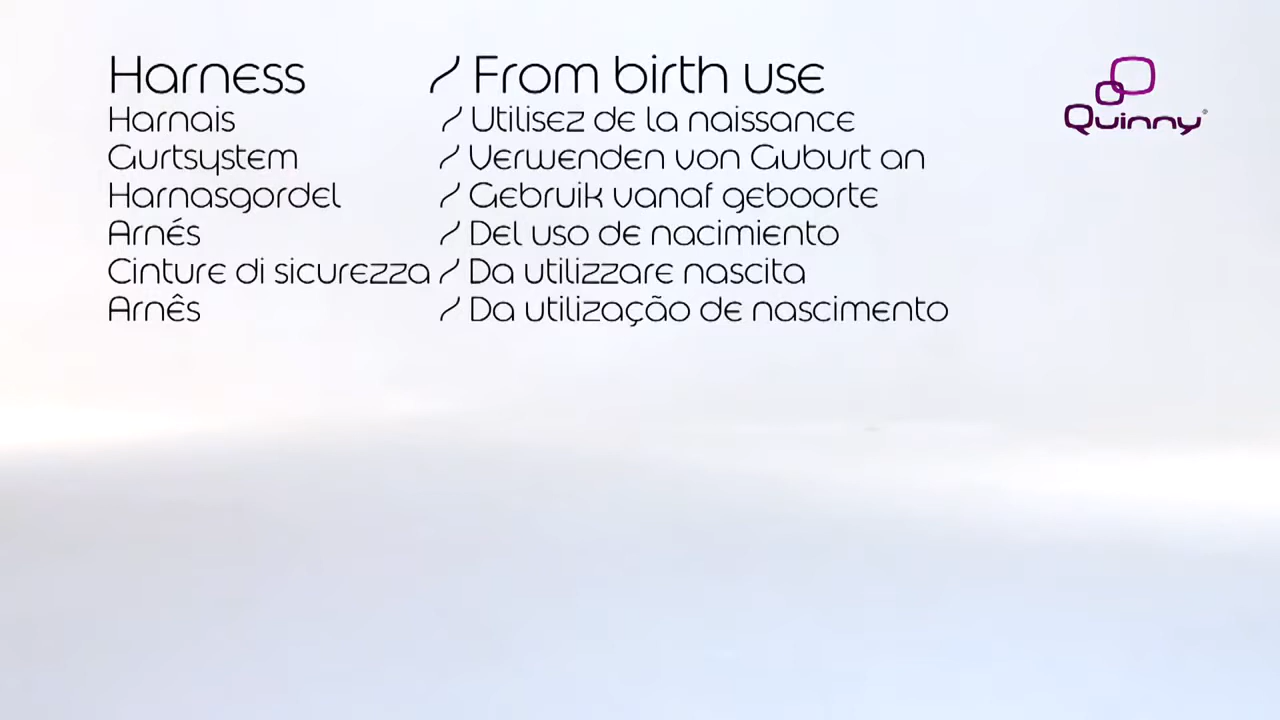 Harness / From birth use
Harnais / Utilisez de la naissance
Gurtsystem / Verwenden von Guburt an
Harnasgordel / Gebruik vanaf geboorte
Arnés / Del uso de nacimiento
Cinture di sicurezza / Da utilizzare nascita
Arnês / Da utilização de nascimento
Quinny®